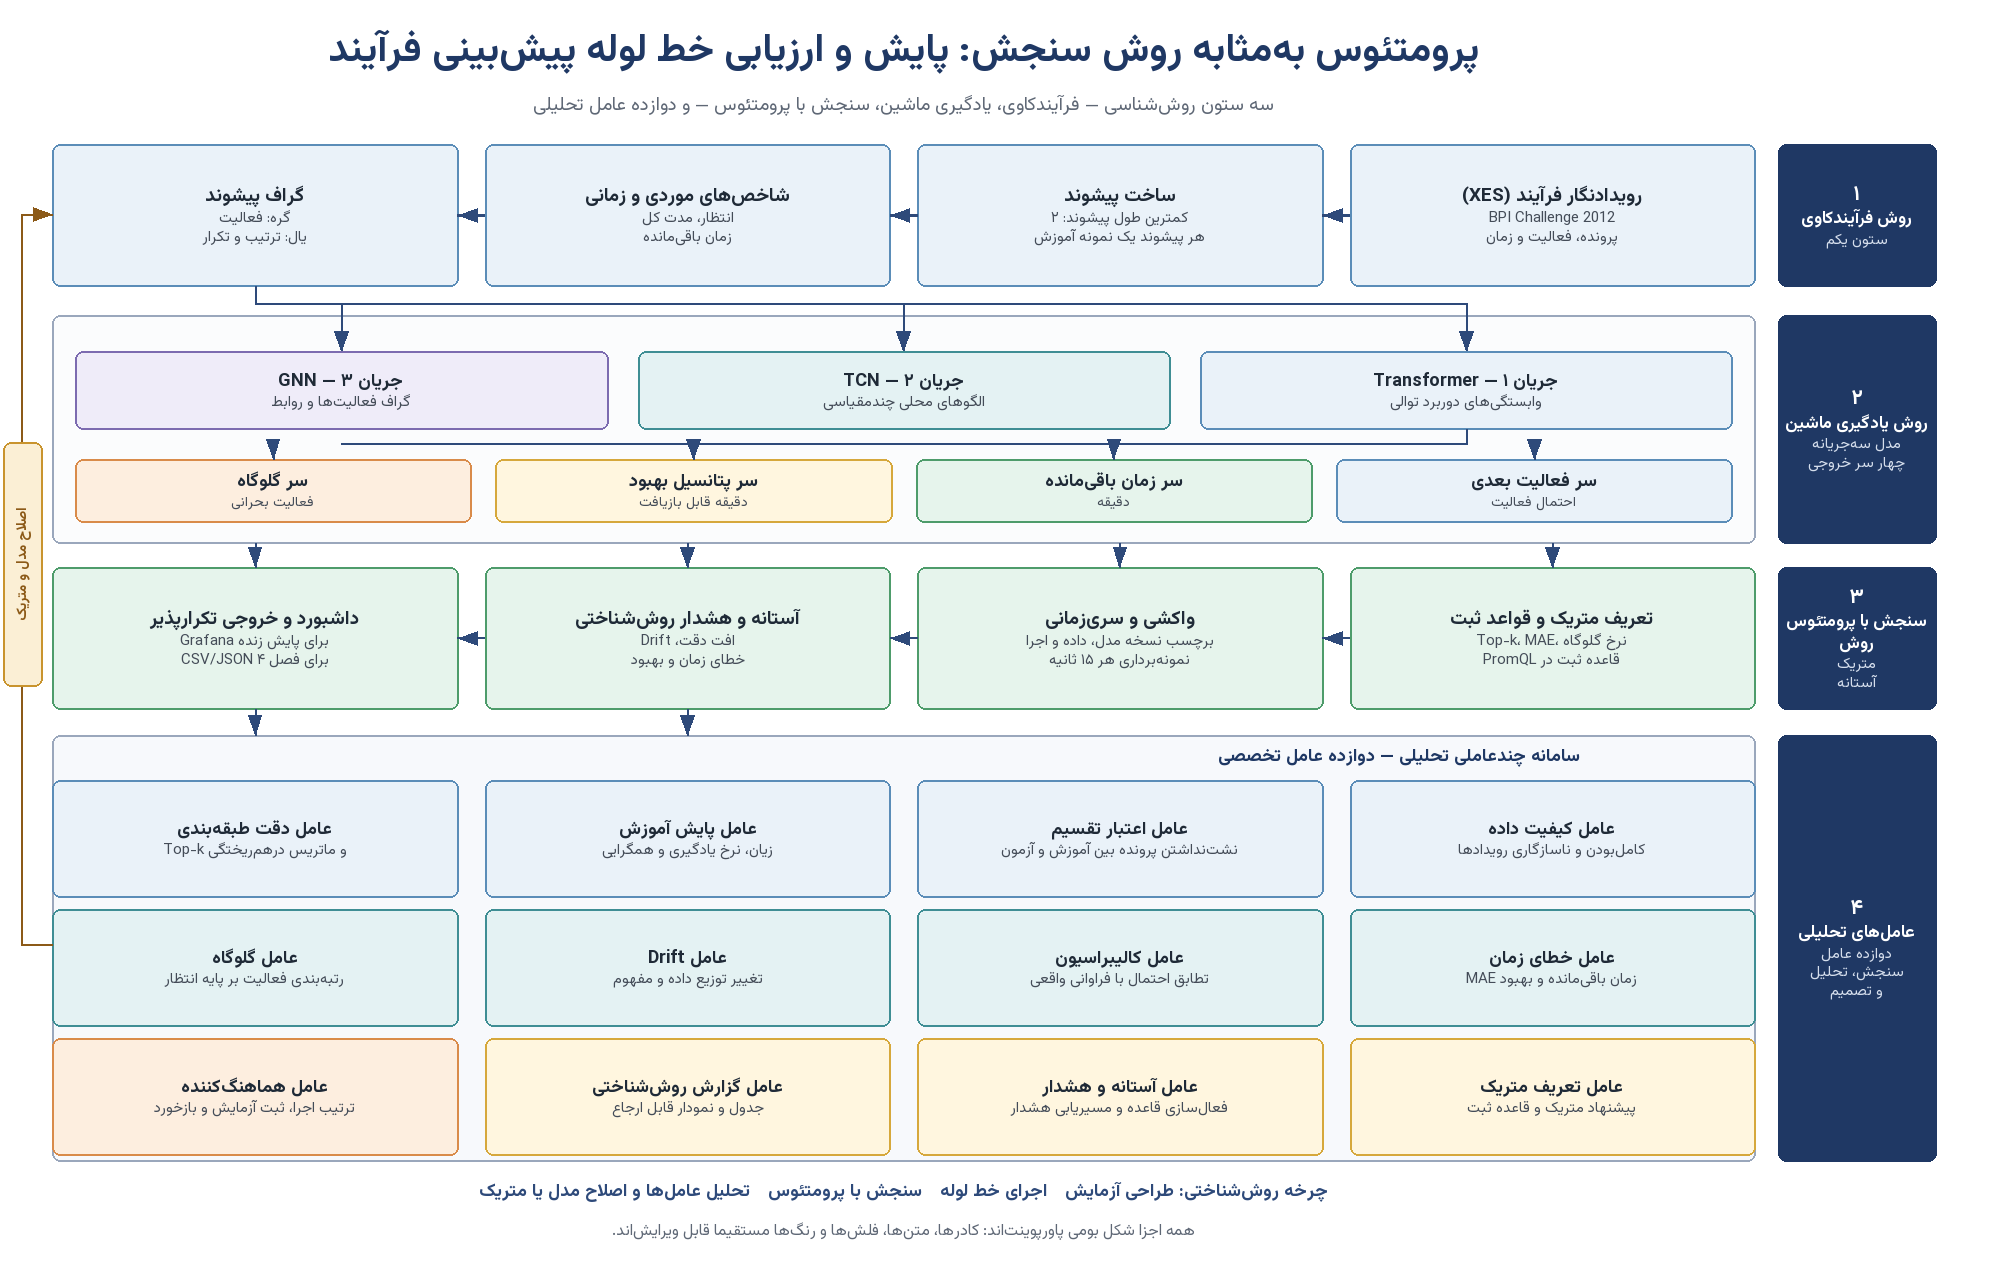 پرومتئوس به‌مثابه روش سنجش: پایش و ارزیابی خط لوله پیش‌بینی فرآیند
سه ستون روش‌شناسی — فرآیندکاوی، یادگیری ماشین، سنجش با پرومتئوس — و دوازده عامل تحلیلی
۱
روش فرآیندکاوی
ستون یکم
رویدادنگار فرآیند (XES)
BPI Challenge 2012
پرونده، فعالیت و زمان
ساخت پیشوند
کمترین طول پیشوند: ۲
هر پیشوند یک نمونه آموزش
شاخص‌های موردی و زمانی
انتظار، مدت کل
زمان باقی‌مانده
گراف پیشوند
گره: فعالیت
یال: ترتیب و تکرار
۲
روش یادگیری ماشین
مدل سه‌جریانه
چهار سر خروجی
جریان ۱ — Transformer
وابستگی‌های دوربرد توالی
جریان ۲ — TCN
الگوهای محلی چندمقیاسی
جریان ۳ — GNN
گراف فعالیت‌ها و روابط
سر فعالیت بعدی
احتمال فعالیت
سر زمان باقی‌مانده
دقیقه
سر پتانسیل بهبود
دقیقه قابل بازیافت
سر گلوگاه
فعالیت بحرانی
۳
سنجش با پرومتئوس
روش
متریک
آستانه
تعریف متریک و قواعد ثبت
نرخ گلوگاه، Top-k، MAE
قاعده ثبت در PromQL
واکشی و سری‌زمانی
برچسب نسخه مدل، داده و اجرا
نمونه‌برداری هر ۱۵ ثانیه
آستانه و هشدار روش‌شناختی
افت دقت، Drift
خطای زمان و بهبود
داشبورد و خروجی تکرارپذیر
برای پایش زنده Grafana
برای فصل ۴ CSV/JSON
اصلاح مدل و متریک
۴
عامل‌های تحلیلی
دوازده عامل
سنجش، تحلیل
و تصمیم
سامانه چندعاملی تحلیلی — دوازده عامل تخصصی
عامل کیفیت داده
کامل‌بودن و ناسازگاری رویدادها
عامل اعتبار تقسیم
نشت‌نداشتن پرونده بین آموزش و آزمون
عامل پایش آموزش
زیان، نرخ یادگیری و همگرایی
عامل دقت طبقه‌بندی
و ماتریس درهم‌ریختگی Top-k
عامل خطای زمان
زمان باقی‌مانده و بهبود MAE
عامل کالیبراسیون
تطابق احتمال با فراوانی واقعی
عامل Drift
تغییر توزیع داده و مفهوم
عامل گلوگاه
رتبه‌بندی فعالیت بر پایه انتظار
عامل تعریف متریک
پیشنهاد متریک و قاعده ثبت
عامل آستانه و هشدار
فعال‌سازی قاعده و مسیریابی هشدار
عامل گزارش روش‌شناختی
جدول و نمودار قابل ارجاع
عامل هماهنگ‌کننده
ترتیب اجرا، ثبت آزمایش و بازخورد
چرخه روش‌شناختی: طراحی آزمایش   اجرای خط لوله   سنجش با پرومتئوس   تحلیل عامل‌ها و اصلاح مدل یا متریک
همه اجزا شکل بومی پاورپوینت‌اند: کادرها، متن‌ها، فلش‌ها و رنگ‌ها مستقیما قابل ویرایش‌اند.